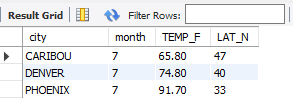 Result Grid Filter Rows:
city month TEMP_F LAT_N
CARIBOU 7 65.80 47
DENVER 7 74.80 40
PHOENIX 7 91.70 33